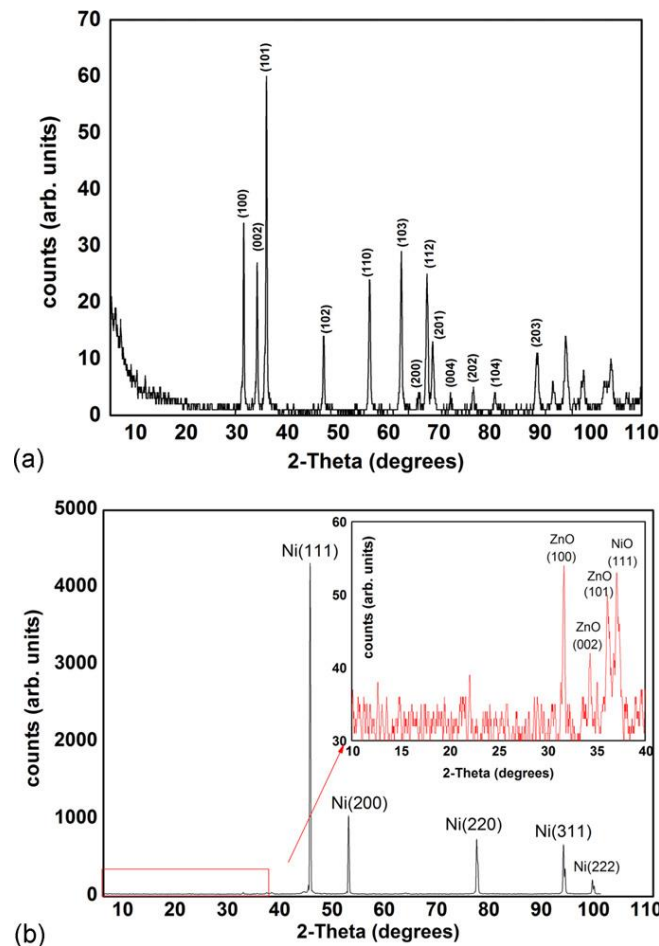 70
60
50
40
30
20
10
0
counts (arb. units)
(100)
(002)
(101)
(102)
(110)
(103)
(200)
(112)
(201)
(004)
(202)
(104)
(203)
10 20 30 40 50 60 70 80 90 100 110
2-Theta (degrees)
(a)
5000
4000
3000
2000
1000
0
counts (arb. units)
Ni(111)
Ni(200)
Ni(220)
Ni(311)
Ni(222)
60
50
40
30
counts (arb. units)
ZnO
(100)
ZnO
(002)
ZnO
(101)
NiO
(111)
10 15 20 22 26 31 35 40
2-Theta (degrees)
10 20 30 40 50 60 70 80 90 100 110
2-Theta (degrees)
(b)